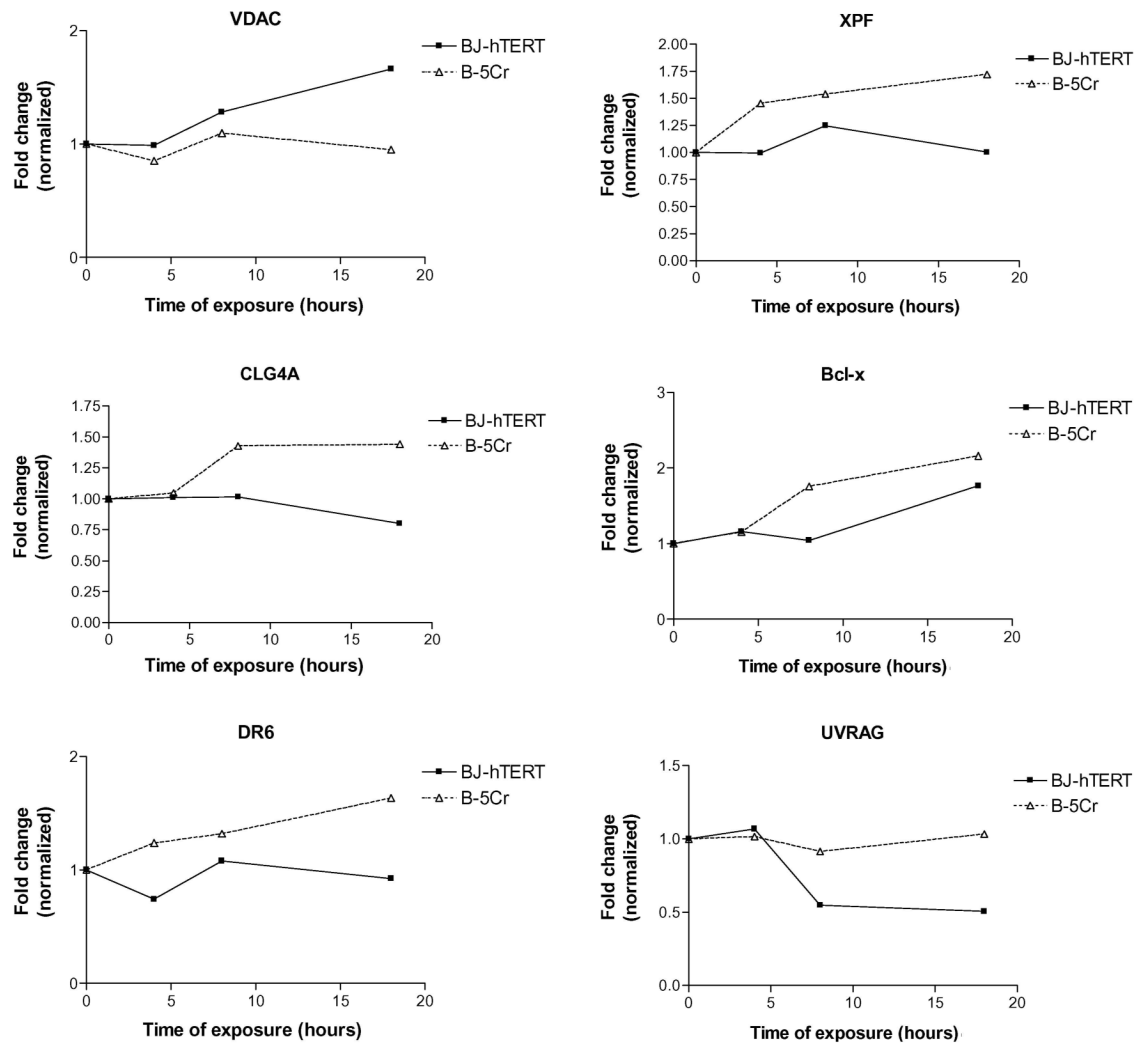 VDAC
BJ-hTERT
B-5Cr
Fold change
(normalized)
2
1
0
0 5 10 15 20
Time of exposure (hours)
XPF
BJ-hTERT
B-5Cr
Fold change
(normalized)
2.00
1.75
1.50
1.25
1.00
0.75
0.50
0.25
0.00
0 5 10 15 20
Time of exposure (hours)
CLG4A
BJ-hTERT
B-5Cr
Fold change
(normalized)
1.75
1.50
1.25
1.00
0.75
0.50
0.25
0.00
0 5 10 15 20
Time of exposure (hours)
Bcl-x
BJ-hTERT
B-5Cr
Fold change
(normalized)
3
2
1
0
0 5 10 15 20
Time of exposure (hours)
DR6
BJ-hTERT
B-5Cr
Fold change
(normalized)
2
1
0
0 5 10 15 20
Time of exposure (hours)
UVRAG
BJ-hTERT
B-5Cr
Fold change
(normalized)
1.5
1.0
0.5
0.0
0 5 10 15 20
Time of exposure (hours)